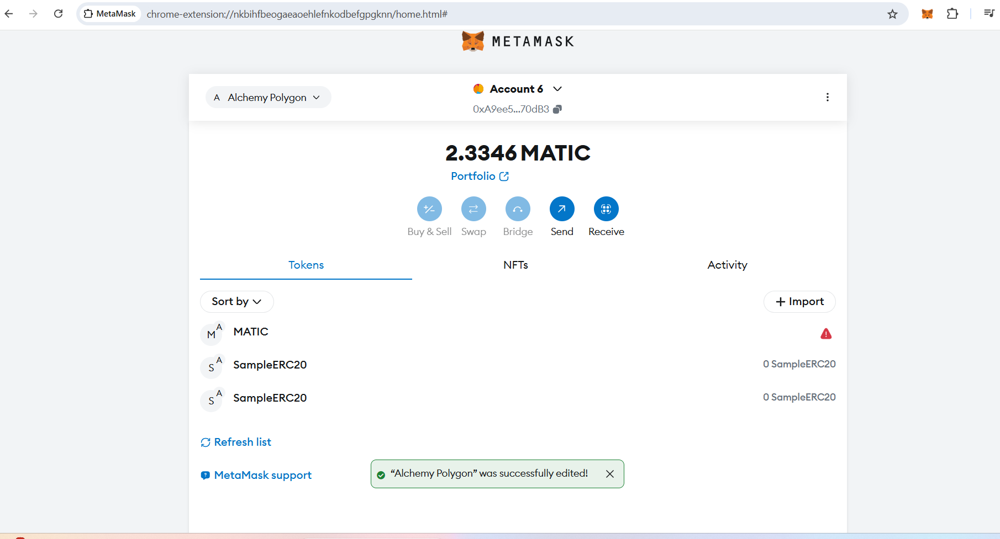 MetaMask chrome-extension://nkbihfbeogaeaoehlefnkodbefgpgknn/home.html#
METAMASK
A Alchemy Polygon
Account 6
0xA9ee5...70dB3
2.3346 MATIC
Portfolio
Buy & Sell Swap Bridge Send Receive
Tokens NFTs Activity
Sort by + Import
M A MATIC
S A SampleERC20 0 SampleERC20
S A SampleERC20 0 SampleERC20
Refresh list
MetaMask support
“Alchemy Polygon” was successfully edited!